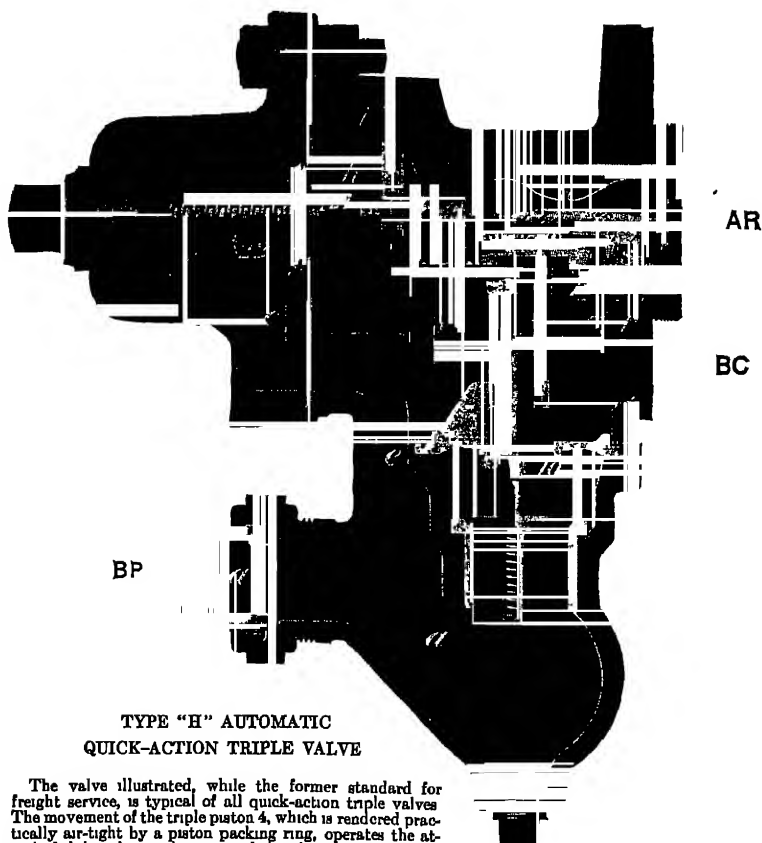 AR
BC
BP
TYPE "H" AUTOMATIC
QUICK-ACTION TRIPLE VALVE
The valve illustrated, while the former standard for
freight service, is typical of all quick-action triple valves
The movement of the triple piston 4, which is rendered prac-
tically air-tight by a piston packing ring, operates the at-